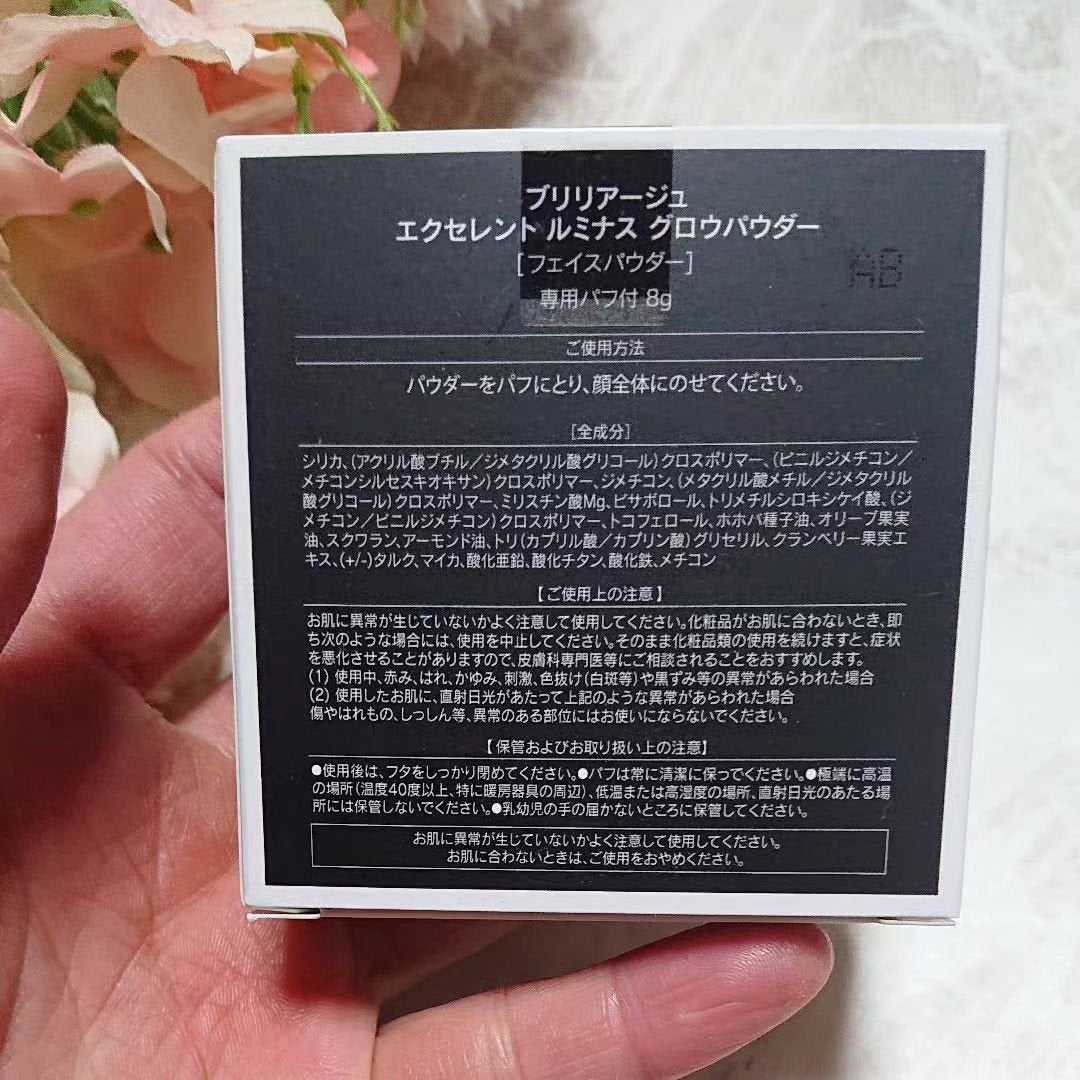 ブリリアージュ
エクセレント ルミナス グロウパウダー
[フェイスパウダー]
専用パフ付 8g
AB
ご使用方法
パウダーをパフにとり、顔全体にのせてください。
[全成分]
シリカ、(アクリル酸ブチル/ジメタクリル酸グリコール)クロスポリマー、(ビニルジメチコン/
メチコンシルセスキオキサン)クロスポリマー、ジメチコン、(メタクリル酸メチル/ジメタクリル
酸グリコール)クロスポリマー、ミリスチン酸Mg、ビサボロール、トリメチルシロキシケイ酸、(ジ
メチコン/ビニルジメチコン)クロスポリマー、トコフェロール、ホホバ種子油、オリーブ果実
油、スクワラン、アーモンド油、トリ(カプリル酸/カプリン酸)グリセリル、クランベリー果実エ
キス、(+/-)タルク、マイカ、酸化亜鉛、酸化チタン、酸化鉄、メチコン
【ご使用上の注意】
お肌に異常が生じていないかよく注意して使用してください。化粧品がお肌に合わないとき、即
ち次のような場合には、使用を中止してください。そのまま化粧品類の使用を続けますと、症状
を悪化させることがありますので、皮膚科専門医等にご相談されることをおすすめします。
(1) 使用中、赤み、はれ、かゆみ、刺激、色抜け(白斑等)や黒ずみ等の異常があらわれた場合
(2) 使用したお肌に、直射日光があたって上記のような異常があらわれた場合
傷やはれもの、しっしん等、異常のある部位にはお使いにならないでください。
【保管およびお取り扱い上の注意】
●使用後は、フタをしっかり閉めてください。●パフは常に清潔に保ってください。●極端に高温
の場所(温度40度以上、特に暖房器具の周辺)、低温または高湿度の場所、直射日光のあたる場
所には保管しないでください。●乳幼児の手の届かないところに保管してください。
お肌に異常が生じていないかよく注意して使用してください。
お肌に合わないときは、ご使用をおやめください。